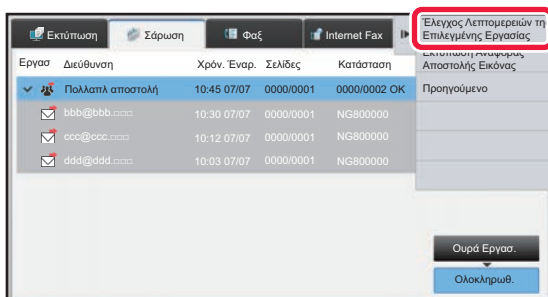 Εκτύπωση Σάρωση Φαξ Internet Fax
Έλεγχος Λεπτομερειών τη
Επιλεγμένης Εργασίας
Εργασ Διεύθυνση Χρόν. Έναρ. Σελίδες Κατάσταση
Εκτύπωση Αναφοράς
Αποστολής Εικόνας
Πολλαπλ αποστολή 10:45 07/07 0000/0001 0000/0002 OK
Προηγούμενο
bbb@bbb.□□□ 10:30 07/07 0000/0001 NG800000
ccc@ccc.□□□ 10:12 07/07 0000/0001 NG800000
ddd@ddd.□□□ 10:03 07/07 0000/0001 NG800000
Ουρά Εργασ.
Ολοκληρωθ.